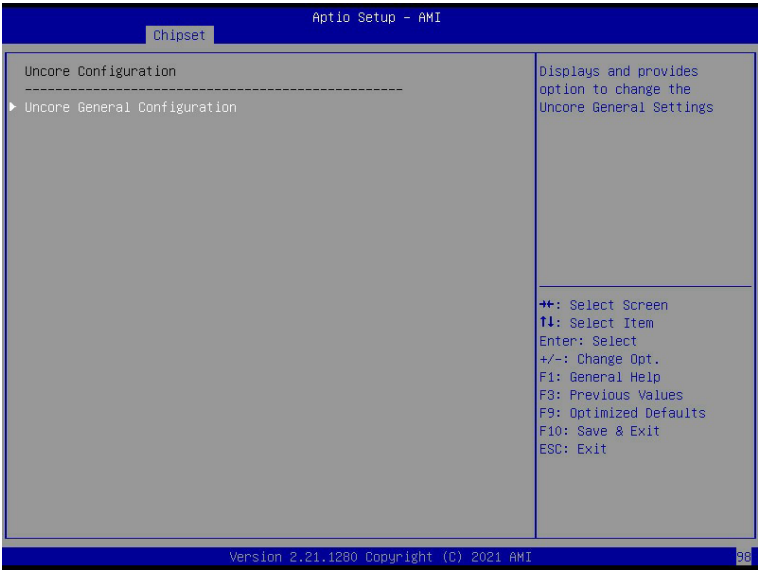 Aptio Setup – AMI
Chipset
Uncore Configuration
--------------------------------------------------
Uncore General Configuration
Displays and provides
option to change the
Uncore General Settings
→←: Select Screen
↑↓: Select Item
Enter: Select
+/-: Change Opt.
F1: General Help
F3: Previous Values
F9: Optimized Defaults
F10: Save & Exit
ESC: Exit
Version 2.21.1280 Copyright (C) 2021 AMI
98